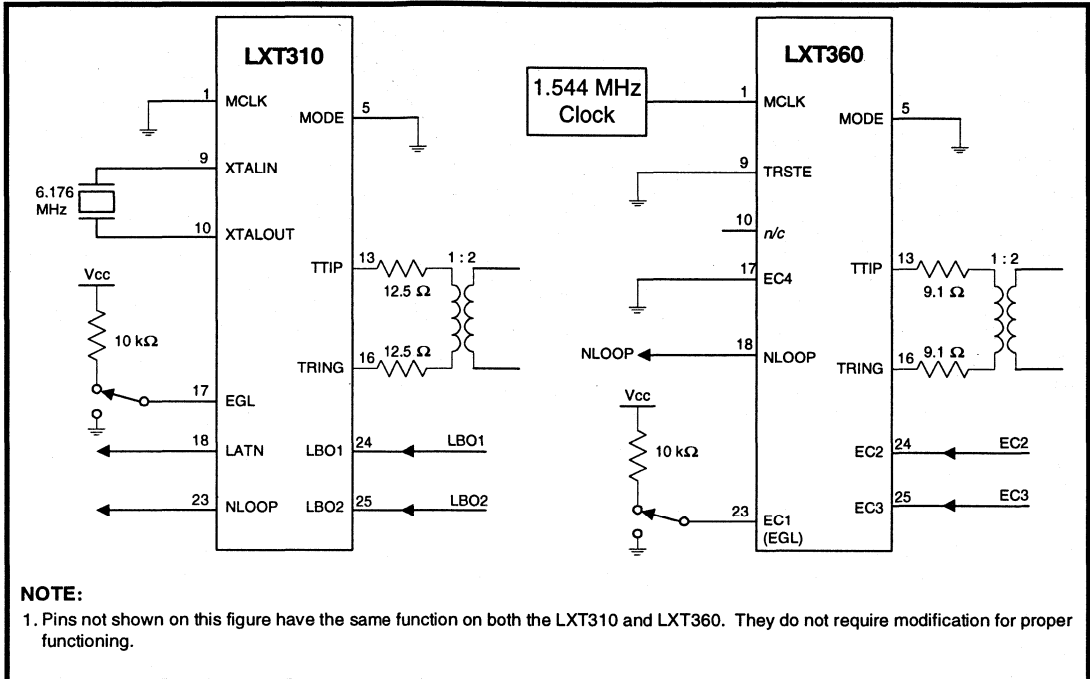 LXT310
1 MCLK
MODE 5
9 XTALIN
6.176
MHz
10 XTALOUT
TTIP 13 1 : 2
12.5 Ω
Vcc
10 kΩ
TRING 16 12.5 Ω
17 EGL
18 LATN
LBO1 24 LBO1
23 NLOOP
LBO2 25 LBO2
LXT360
1.544 MHz
Clock
1 MCLK
MODE 5
9 TRSTE
10 n/c
17 EC4
TTIP 13 1 : 2
9.1 Ω
NLOOP 18 NLOOP
TRING 16 9.1 Ω
Vcc
10 kΩ
EC2 24 EC2
EC3 25 EC3
23 EC1
(EGL)
NOTE:
1. Pins not shown on this figure have the same function on both the LXT310 and LXT360. They do not require modification for proper
functioning.